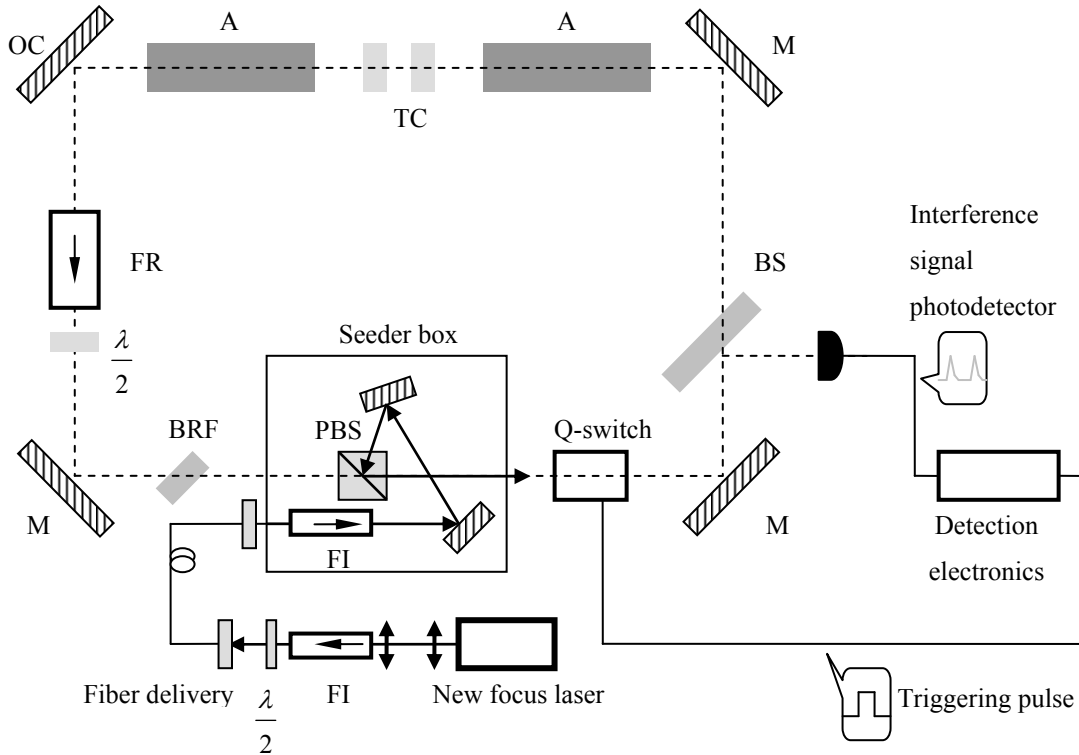 OC
A
A
M
TC
FR
λ
2
BS
Interference
signal
photodetector
Seeder box
BRF
PBS
Q-switch
M
FI
M
Detection
electronics
Fiber delivery
λ
2
FI
New focus laser
Triggering pulse